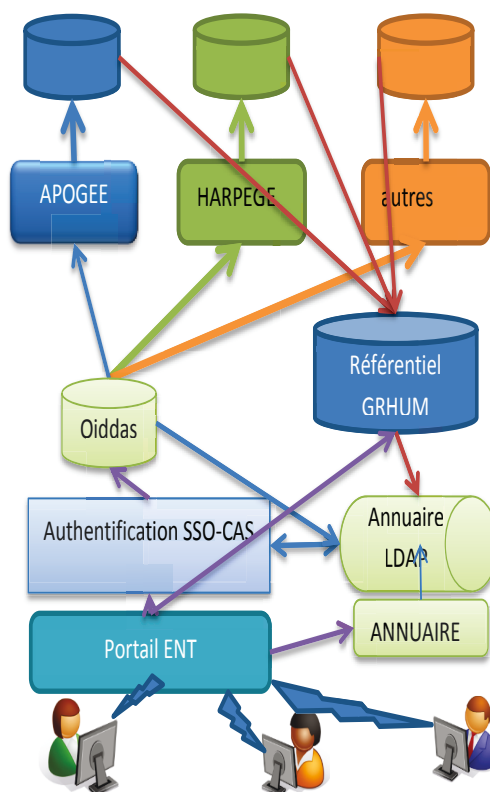 APOGEE
HARPEGE
autres
Référentiel
GRHUM
Oiddas
Authentification SSO-CAS
Annuaire
LDAP
ANNUAIRE
Portail ENT